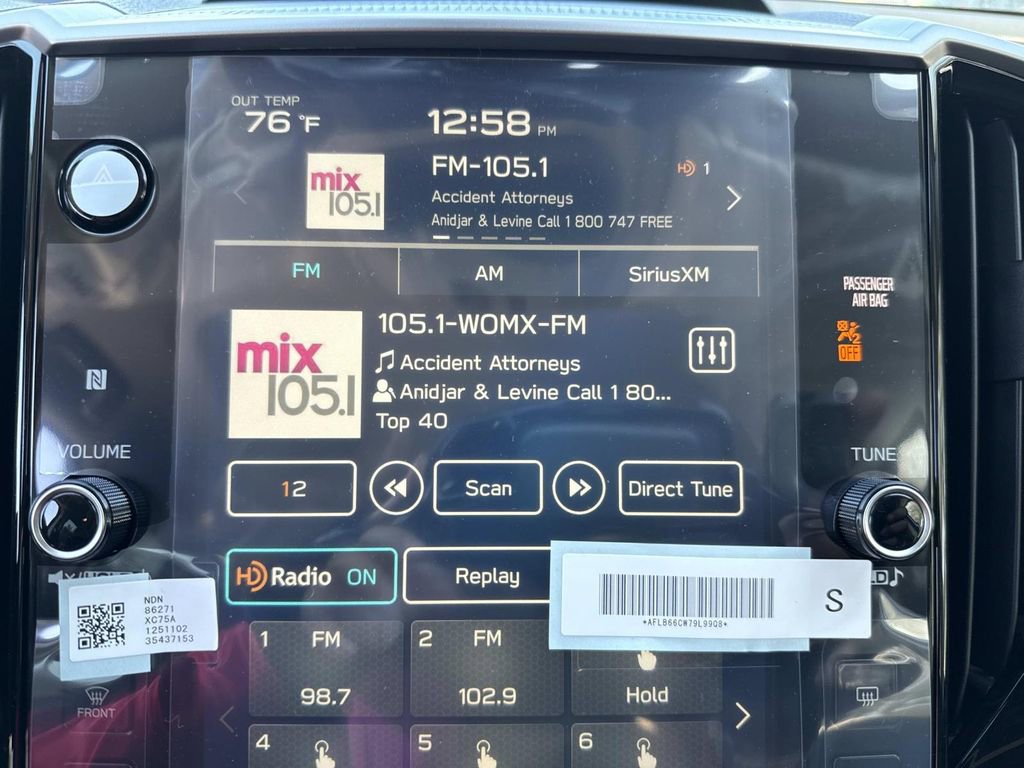 OUT TEMP
76 °F
12:58 PM
mix
105.1
FM-105.1
HD 1
Accident Attorneys
Anidjar & Levine Call 1 800 747 FREE
FM
AM
SiriusXM
PASSENGER
AIR BAG
OFF
mix
105.1
105.1-WOMX-FM
Accident Attorneys
Anidjar & Levine Call 1 80...
Top 40
VOLUME
TUNE
12
Scan
Direct Tune
HD Radio ON
Replay
*AFLB66CW79L99Q8*
S
NDN
86271
XC75A
1251102
35437153
1 FM
98.7
2 FM
102.9
Hold
FRONT
4
5
6